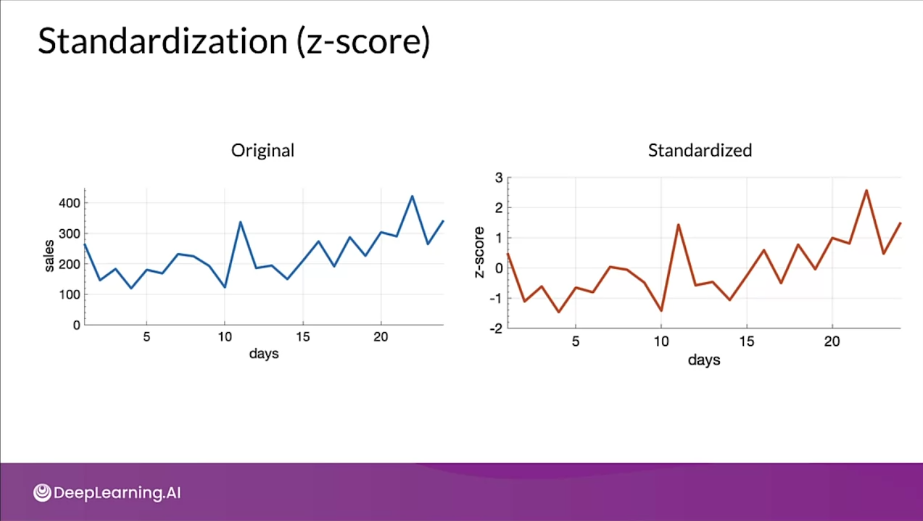 Standardization (z-score)
Original
400
300
200
100
0
sales
5
10
15
20
days
Standardized
3
2
1
0
-1
-2
z-score
5
10
15
20
days
DeepLearning.AI